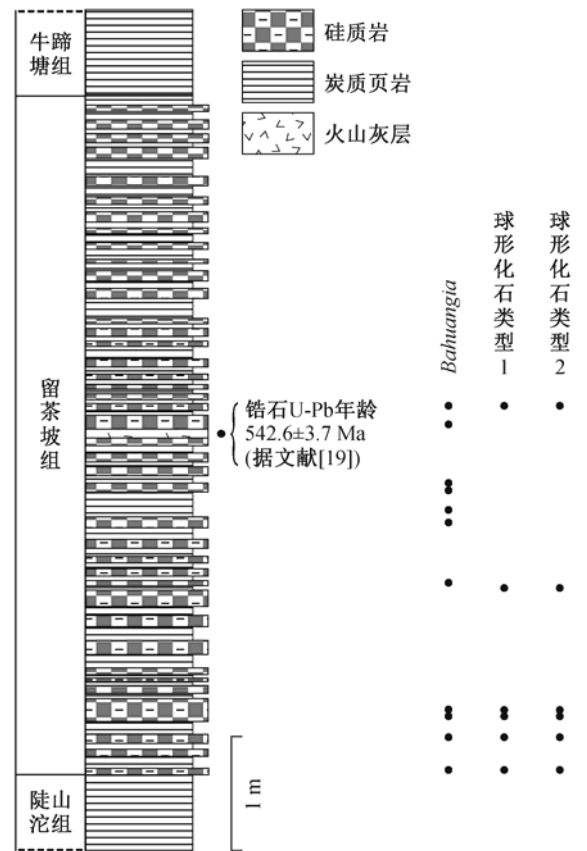 牛蹄
塘组
硅质岩
炭质页岩
火山灰层
留茶坡组
锆石U-Pb年龄
542.6±3.7 Ma
(据文献[19])
Bahuangia
球形化石类型1
球形化石类型2
1 m
陡山
沱组